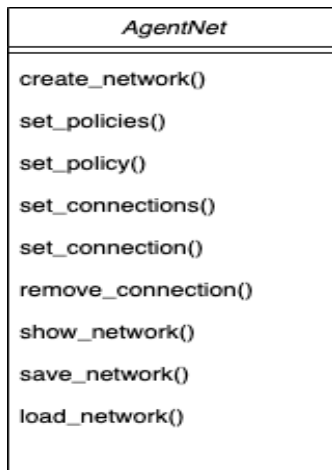 AgentNet
create_network()
set_policies()
set_policy()
set_connections()
set_connection()
remove_connection()
show_network()
save_network()
load_network()